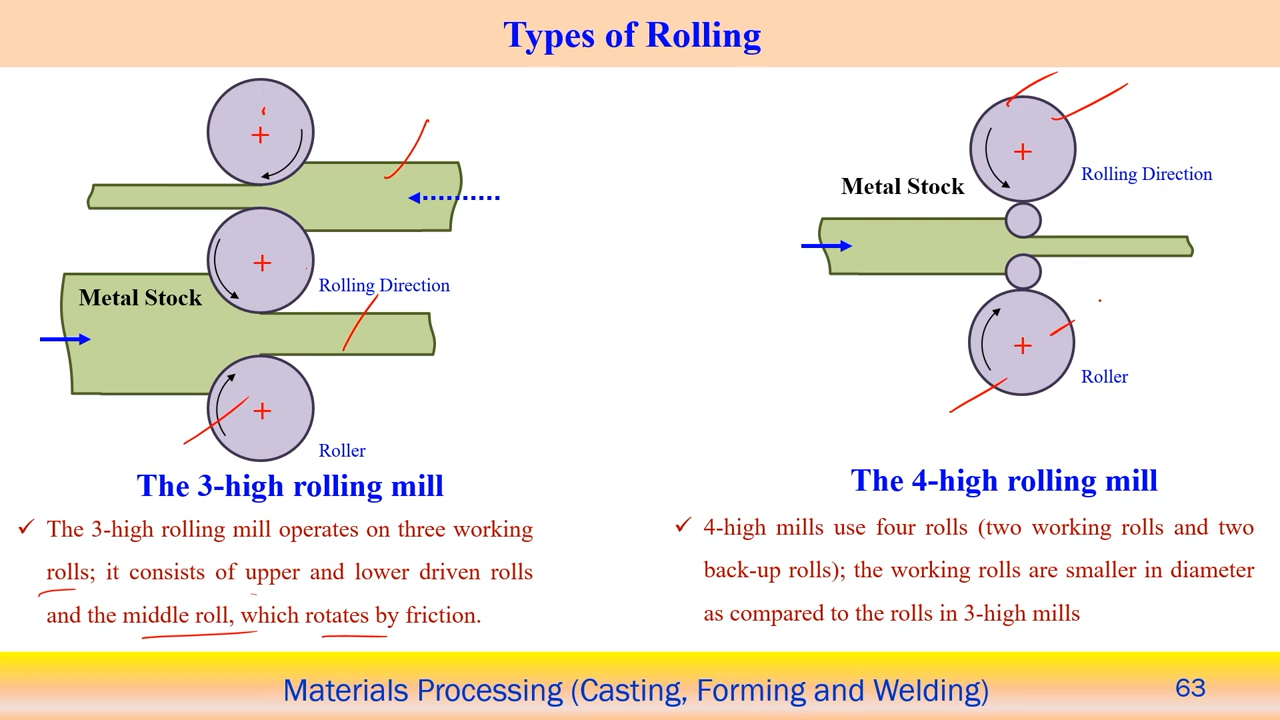 Types of Rolling
Metal Stock
Rolling Direction
Roller
The 3-high rolling mill
✓ The 3-high rolling mill operates on three working
rolls; it consists of upper and lower driven rolls
and the middle roll, which rotates by friction.
Metal Stock
Rolling Direction
Roller
The 4-high rolling mill
✓ 4-high mills use four rolls (two working rolls and two
back-up rolls); the working rolls are smaller in diameter
as compared to the rolls in 3-high mills
Materials Processing (Casting, Forming and Welding)
63